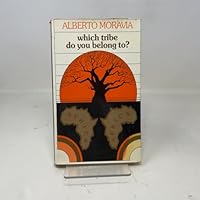 ALBERTO MORAVIA
which tribe
do you belong to?